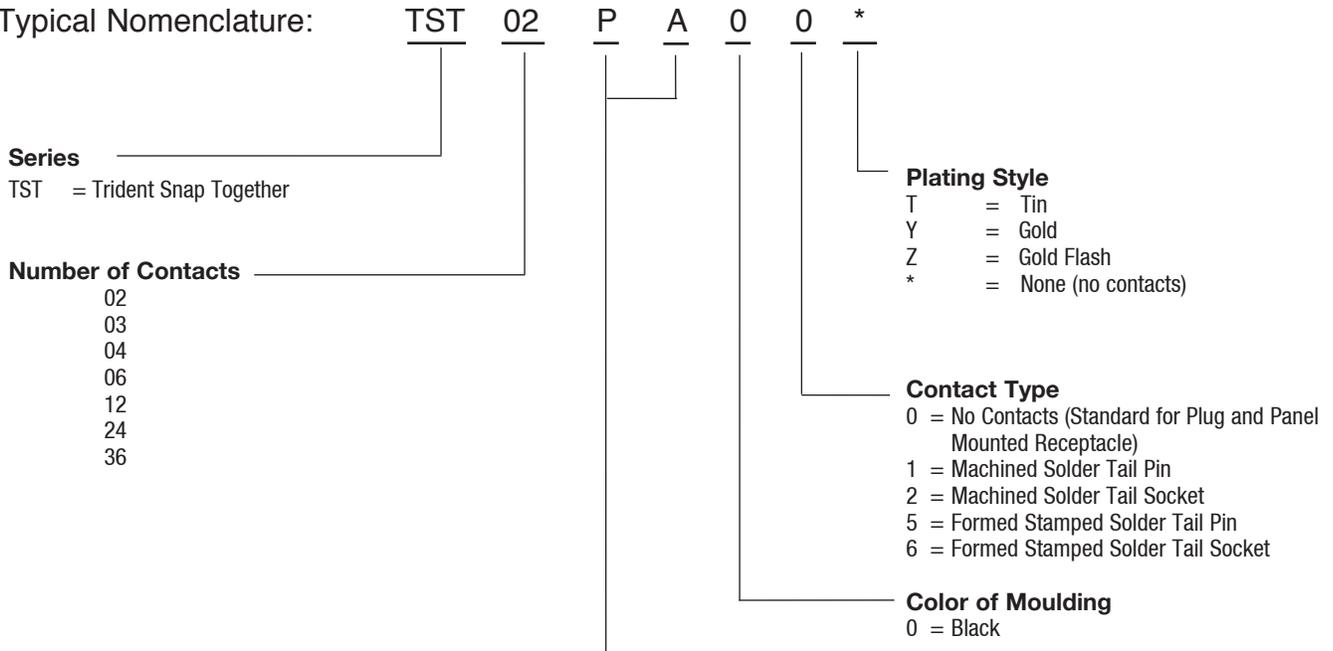 Typical Nomenclature: TST 02 P A 0 0 *
Series
TST = Trident Snap Together
Number of Contacts
02
03
04
06
12
24
36
Plating Style
T = Tin
Y = Gold
Z = Gold Flash
* = None (no contacts)
Contact Type
0 = No Contacts (Standard for Plug and Panel
Mounted Receptacle)
1 = Machined Solder Tail Pin
2 = Machined Solder Tail Socket
5 = Formed Stamped Solder Tail Pin
6 = Formed Stamped Solder Tail Socket
Color of Moulding
0 = Black